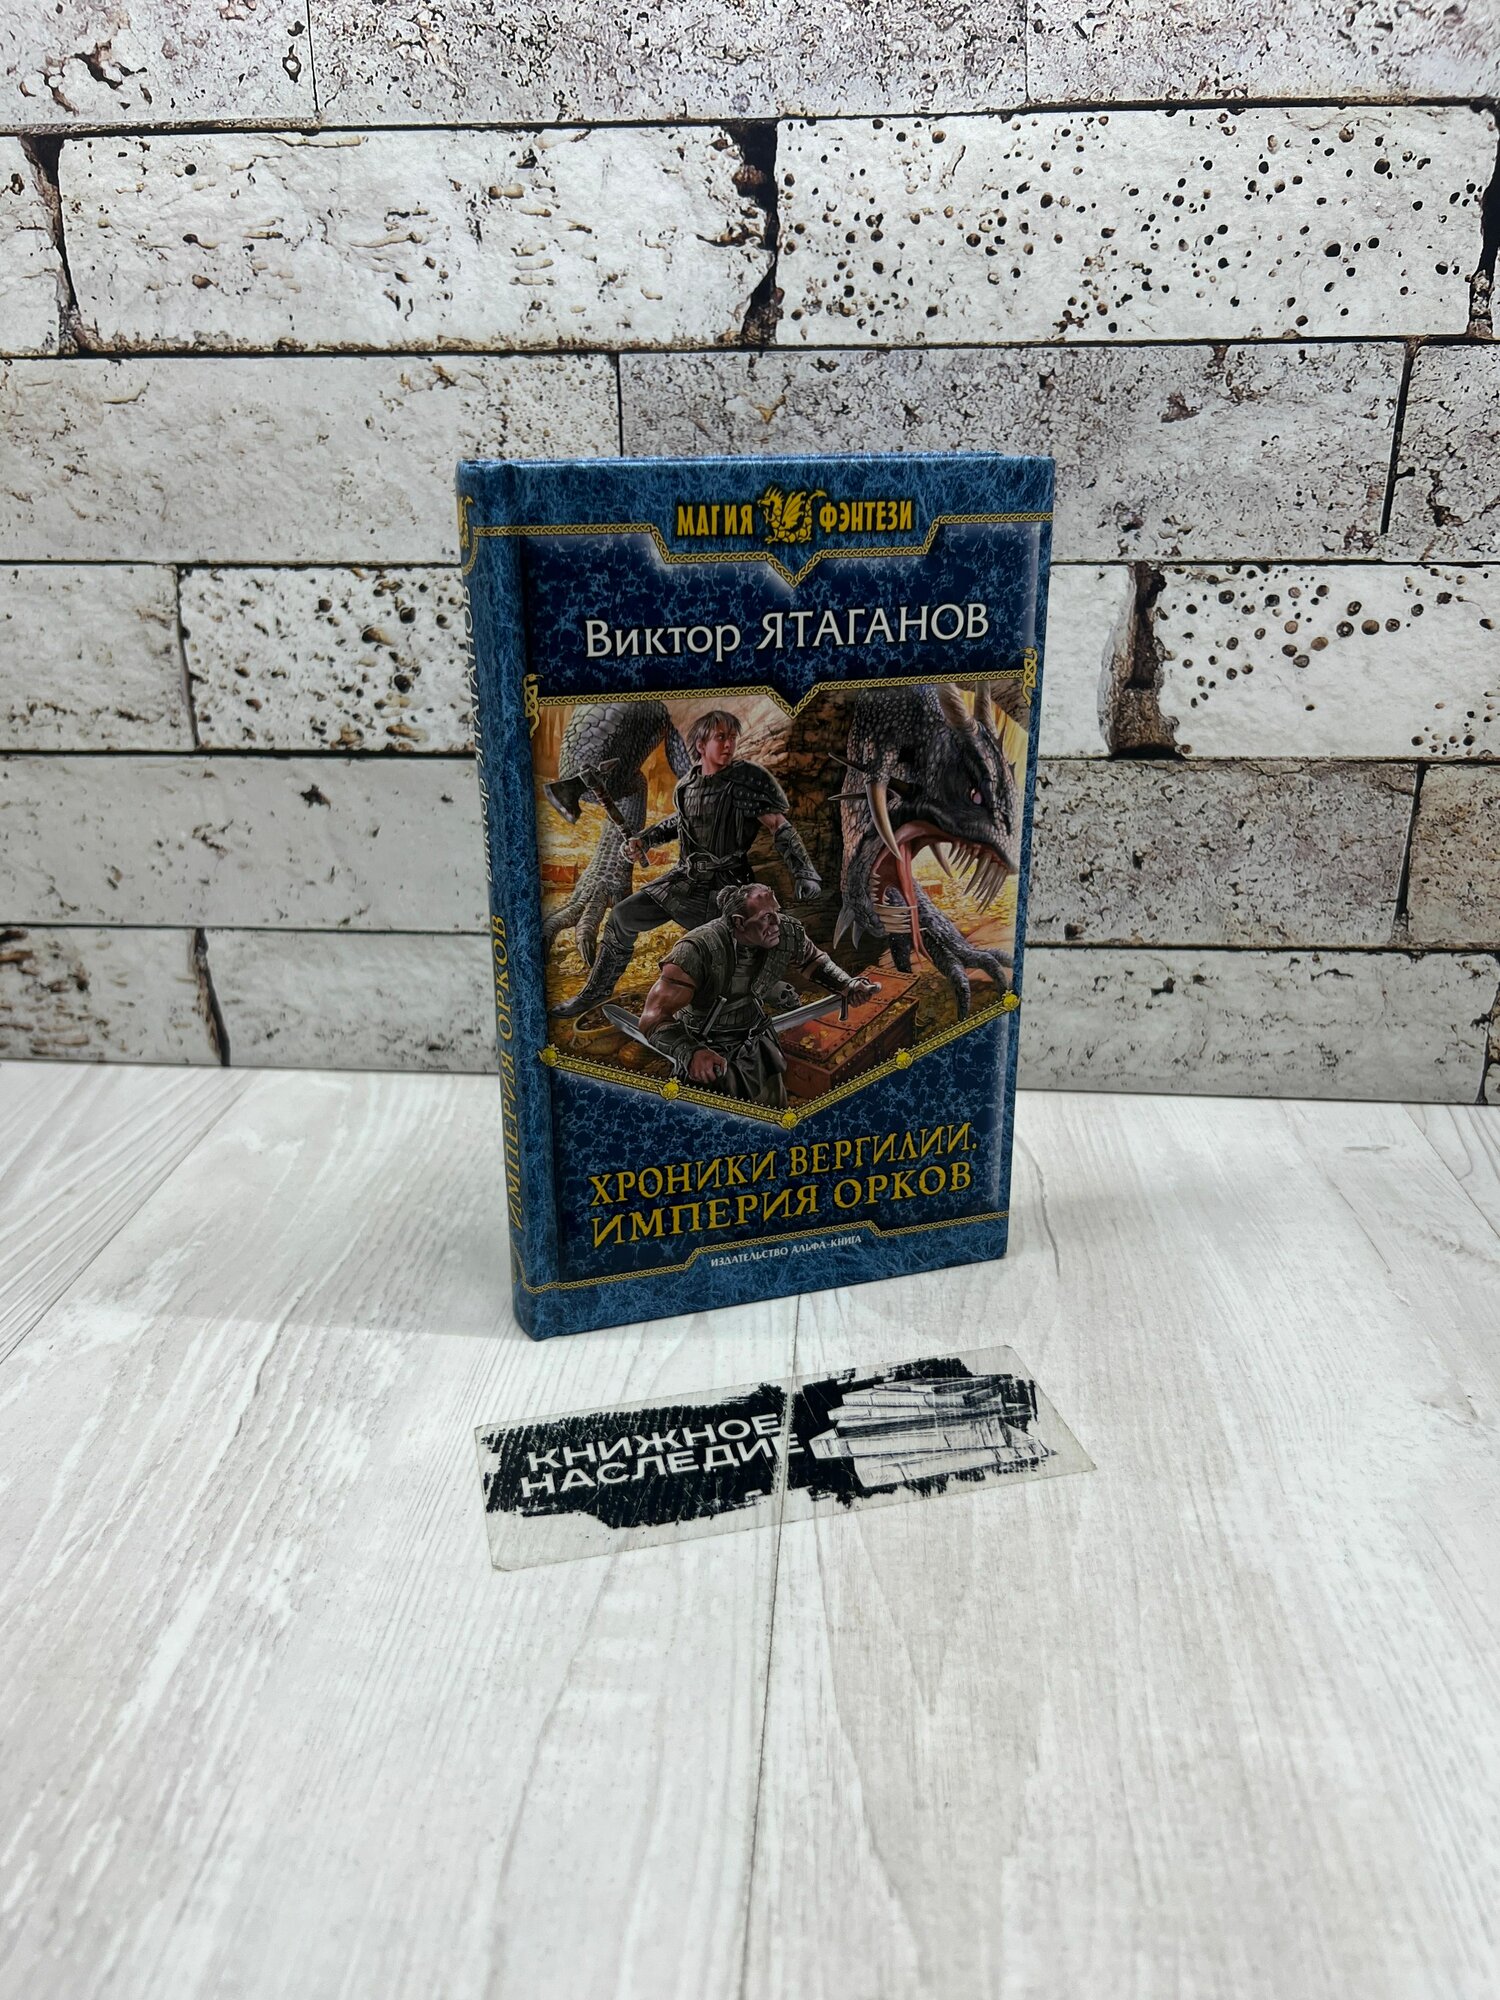 МАГИЯ ФЭНТЕЗИ
Виктор ЯТАГАНОВ
ХРОНИКИ ВЕРГИЛИИ.
ИМПЕРИЯ ОРКОВ
ИЗДАТЕЛЬСТВО АЛЬФА-КНИГА
Виктор ЯТАГАНОВ
ИМПЕРИЯ ОРКОВ
КНИЖНОЕ
НАСЛЕДИЕ